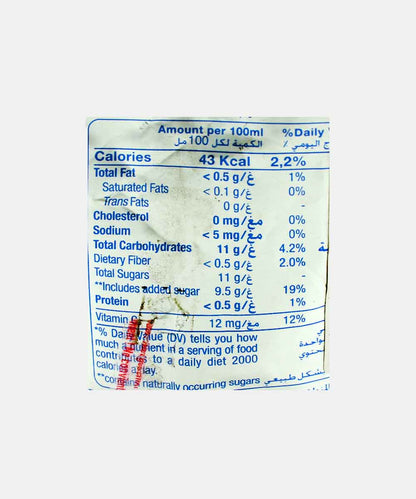 Amount per 100ml %Daily
الكمية لكل 100 مل ج اليومي ٪
Calories 43 Kcal 2,2%
Total Fat < 0.5 g/غ 1%
Saturated Fats < 0.1 g/غ 0%
Trans Fats 0 g/غ -
Cholesterol 0 mg/مغ 0%
Sodium < 5 mg/مغ 0%
Total Carbohydrates 11 g/غ 4.2%
Dietary Fiber < 0.5 g/غ 2.0%
Total Sugars 11 g/غ -
**Includes added sugar 9.5 g/غ 19%
Protein < 0.5 g/غ 1%
Vitamin C 12 mg/مغ 12%
*% Daily Value (DV) tells you how
much a nutrient in a serving of food
contributes to a daily diet 2000
calories a day.
**contains naturally occurring sugars بشكل طبيعي